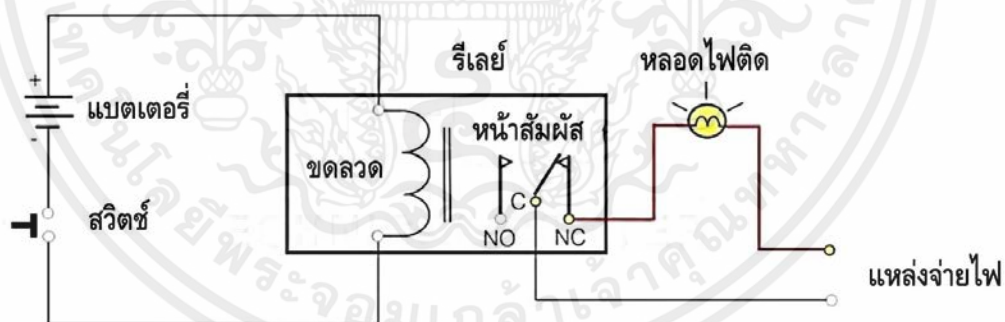 รีเลย์
หลอดไฟติด
+
แบตเตอรี่
-
หน้าสัมผัส
ขดลวด
สวิตช์
C
NO
NC
แหล่งจ่ายไฟ